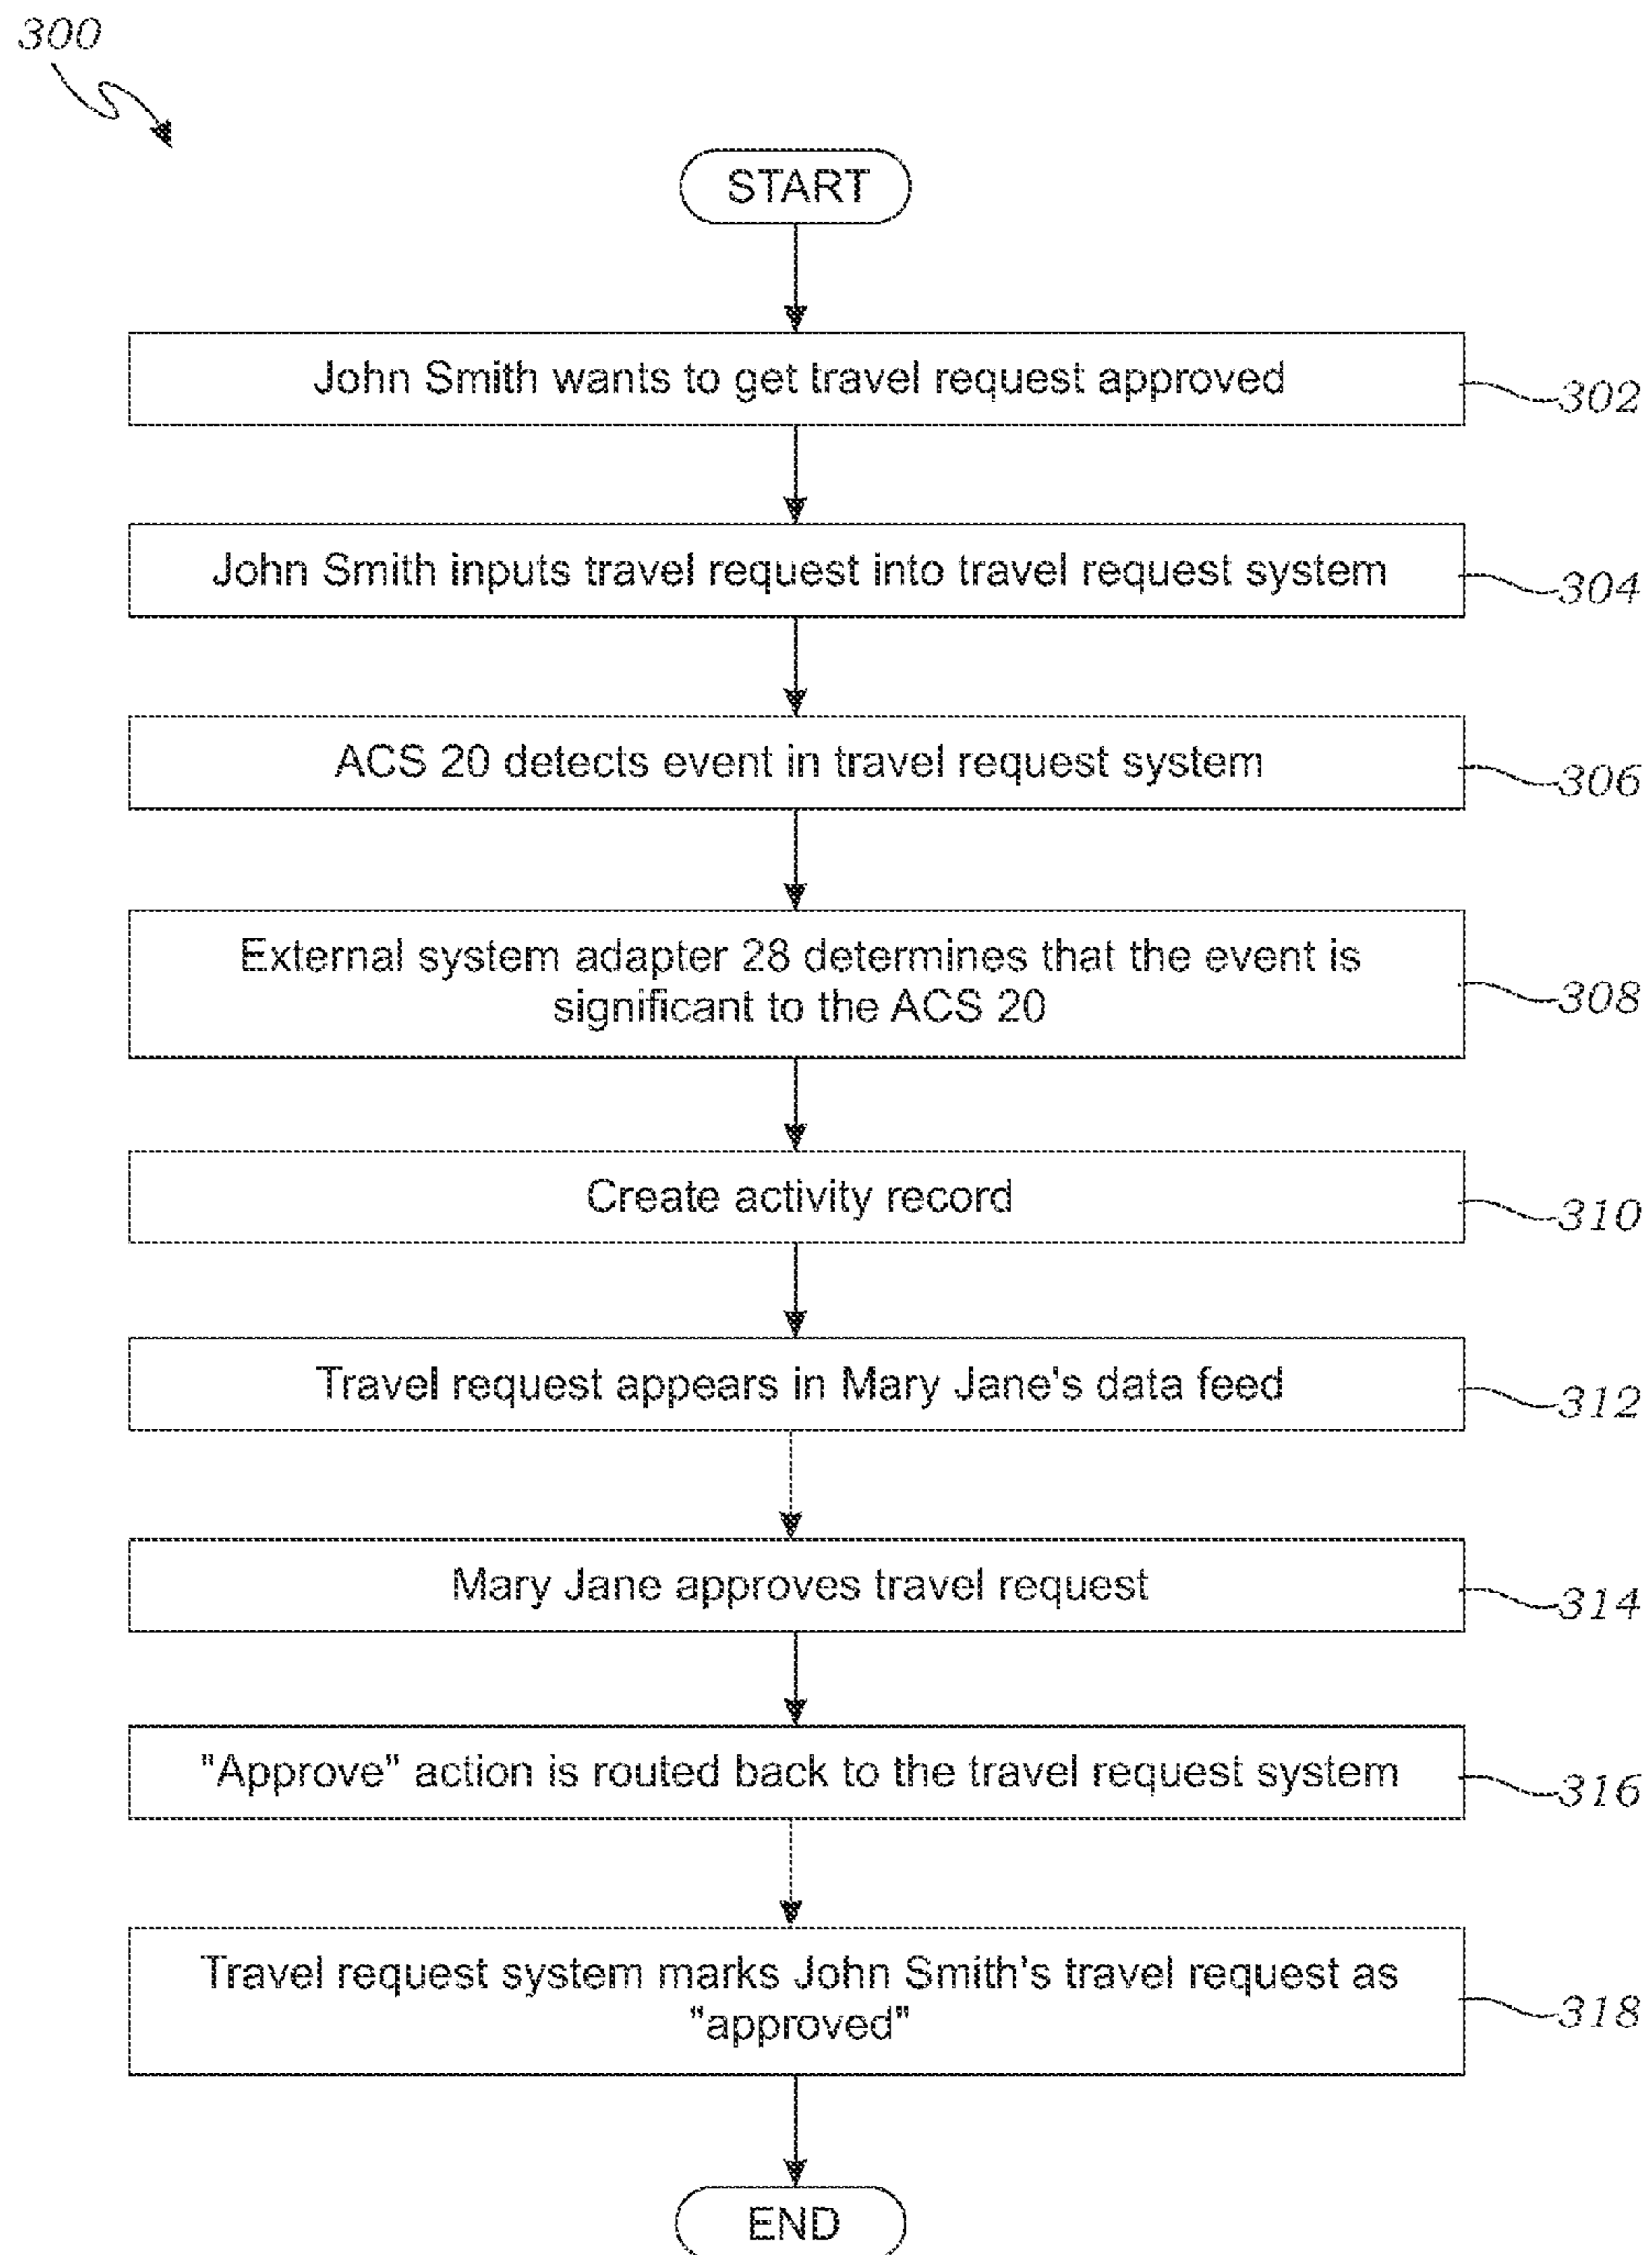 300
START
John Smith wants to get travel request approved
302
John Smith inputs travel request into travel request system
304
ACS 20 detects event in travel request system
306
External system adapter 28 determines that the event is
significant to the ACS 20
308
Create activity record
310
Travel request appears in Mary Jane's data feed
312
Mary Jane approves travel request
314
"Approve" action is routed back to the travel request system
316
Travel request system marks John Smith's travel request as
"approved"
318
END